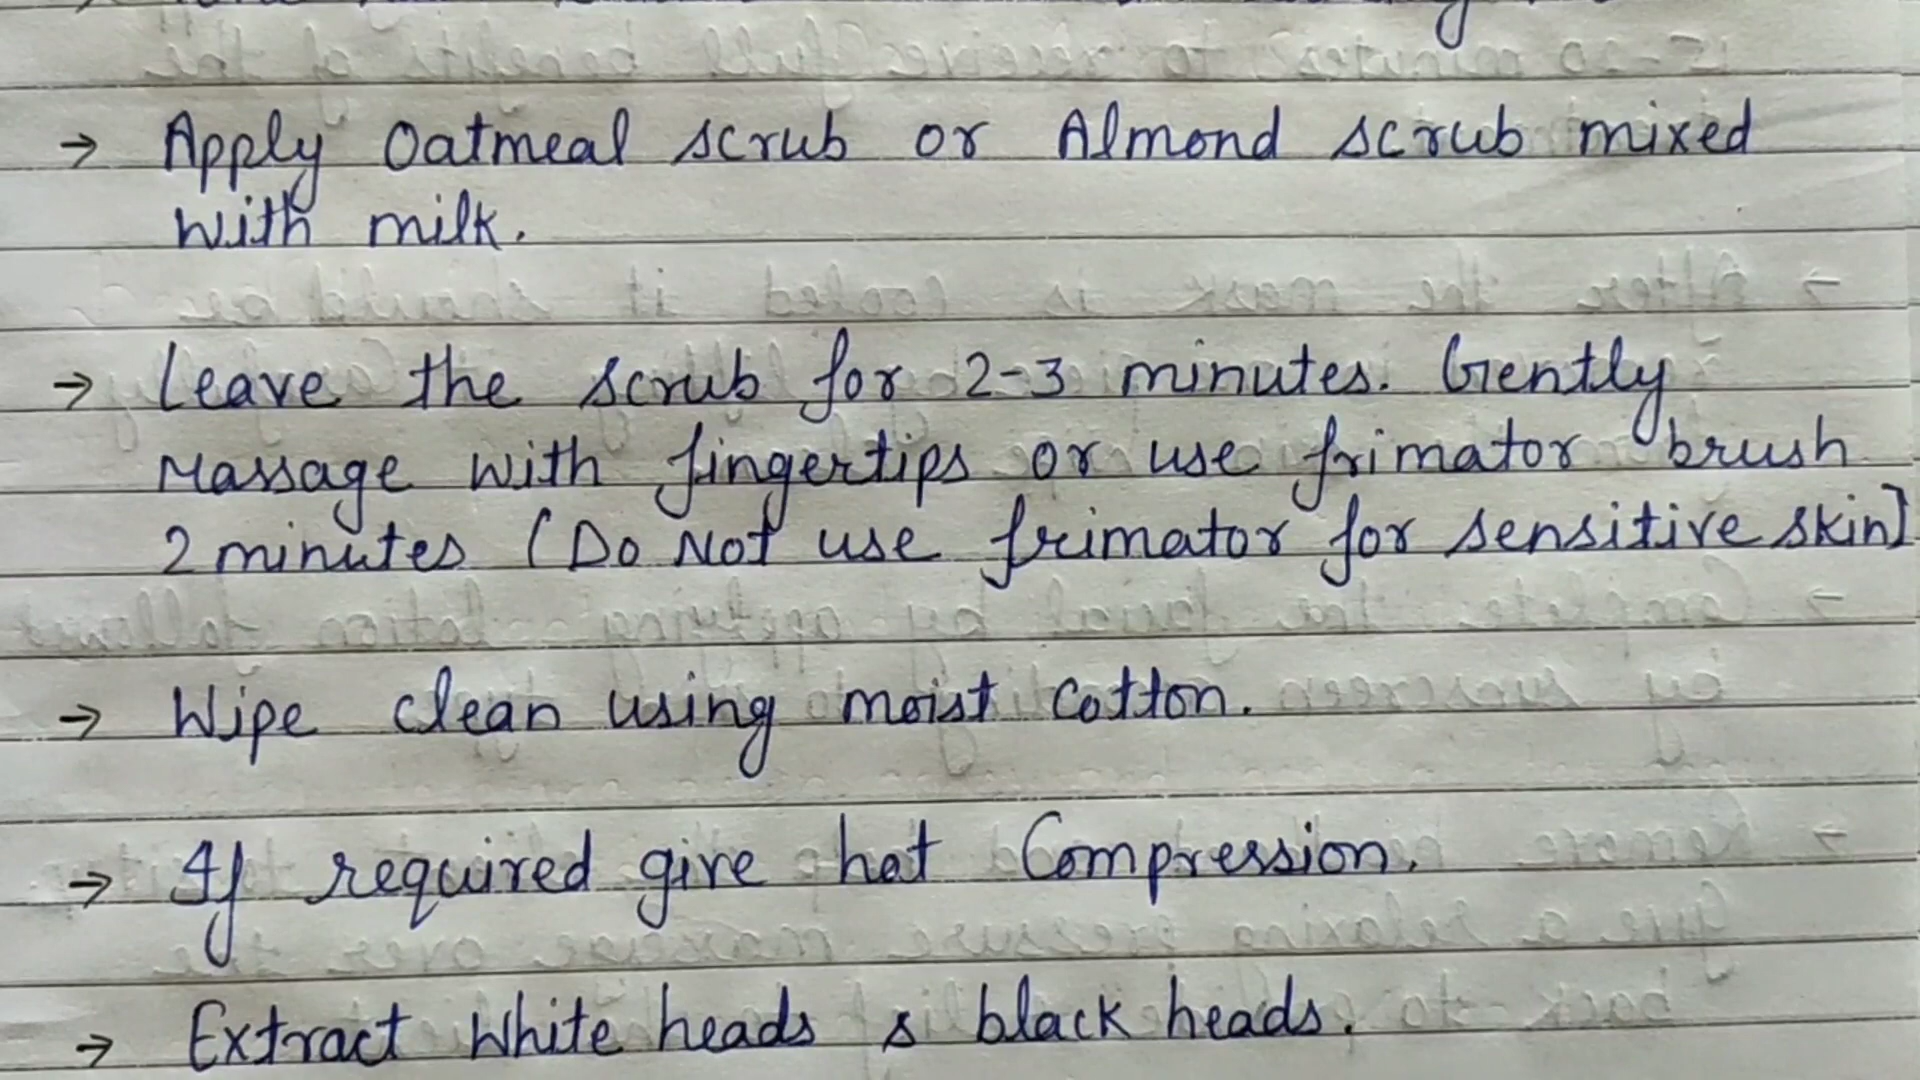 → Apply Oatmeal scrub or Almond scrub mixed
with milk.
→ Leave the scrub for 2-3 minutes. Gently
Massage with fingertips or use frimator brush
2 minutes (Do Not use frimator for sensitive skin]
→ Wipe clean using moist cotton.
→ If required give hot Compression.
→ Extract white heads & black heads.